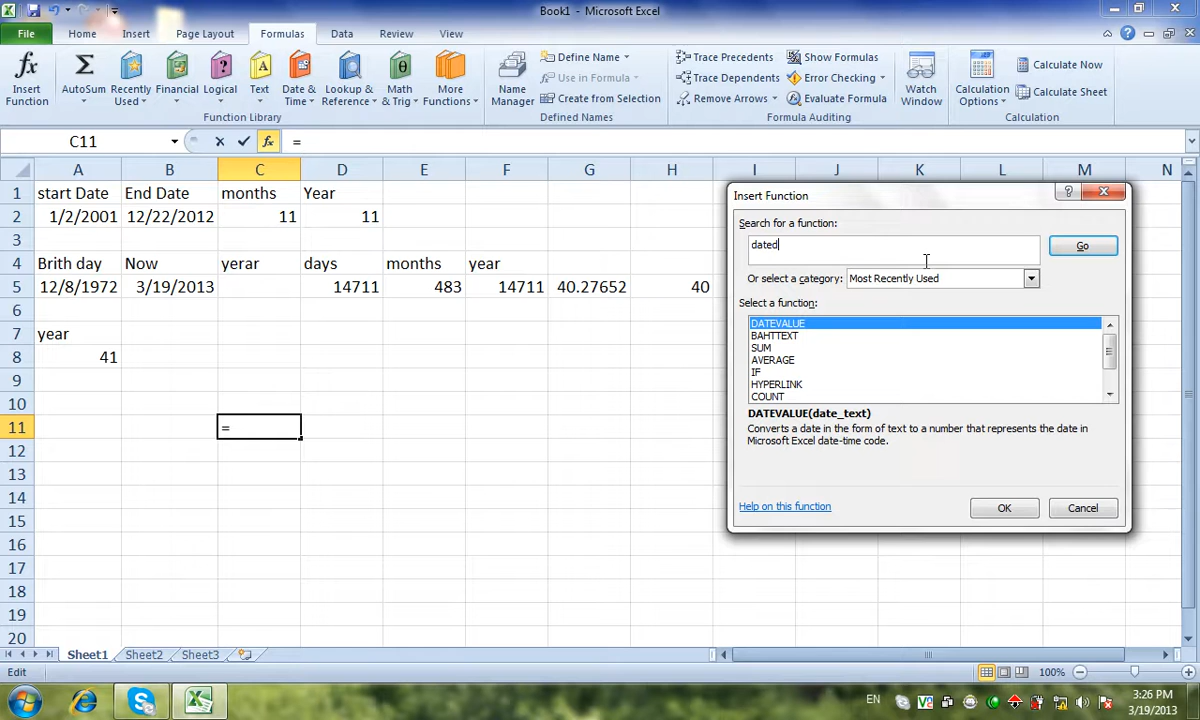 Book1 - Microsoft Excel
File Home Insert Page Layout Formulas Data Review View
Insert Function
AutoSum
Recently Used
Financial
Logical
Text
Date & Time
Lookup & Reference
Math & Trig
More Functions
Function Library
Name Manager
Define Name
Use in Formula
Create from Selection
Defined Names
Trace Precedents
Trace Dependents
Remove Arrows
Show Formulas
Error Checking
Evaluate Formula
Formula Auditing
Watch Window
Calculation Options
Calculate Now
Calculate Sheet
Calculation
C11 fx =
A B C D E F G H I J K L M N
1 start Date End Date months Year
2 1/2/2001 12/22/2012 11 11
3
4 Brith day Now yerar days months year
5 12/8/1972 3/19/2013 14711 483 14711 40.27652 40
6
7 year
8 41
9
10
11 =
12
13
14
15
16
17
18
19
20
Insert Function
Search for a function:
dated
Go
Or select a category: Most Recently Used
Select a function:
DATEVALUE
BAHTTEXT
SUM
AVERAGE
IF
HYPERLINK
COUNT
DATEVALUE(date_text)
Converts a date in the form of text to a number that represents the date in
Microsoft Excel date-time code.
Help on this function
OK Cancel
Sheet1 Sheet2 Sheet3
Edit 100%
EN
3:26 PM
3/19/2013